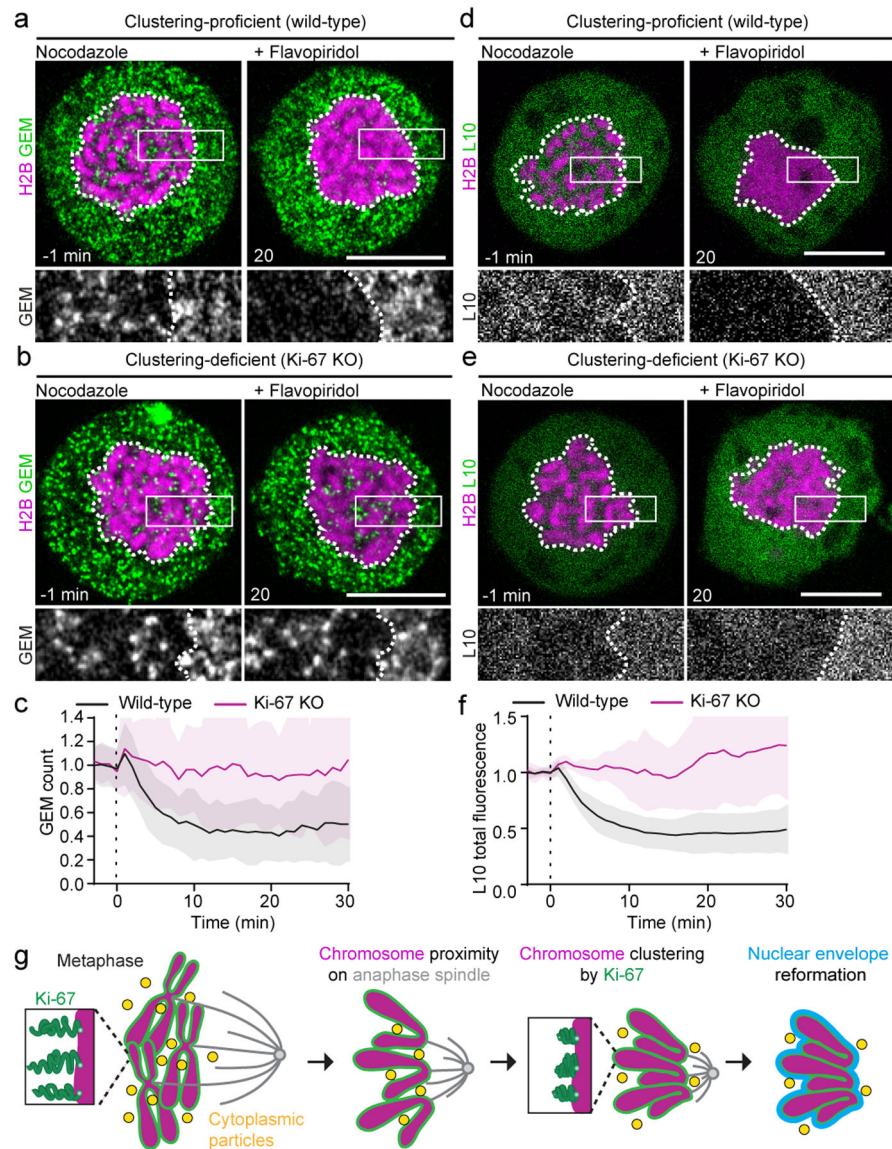 a
Clustering-proficient (wild-type)
Nocodazole
+ Flavopiridol
H2B GEM
-1 min
20
GEM
b
Clustering-deficient (Ki-67 KO)
Nocodazole
+ Flavopiridol
H2B GEM
-1 min
20
GEM
c
Wild-type
Ki-67 KO
GEM count
1.4
1.2
1.0
0.8
0.6
0.4
0.2
0.0
0
10
20
30
Time (min)
d
Clustering-proficient (wild-type)
Nocodazole
+ Flavopiridol
H2B L10
-1 min
20
L10
e
Clustering-deficient (Ki-67 KO)
Nocodazole
+ Flavopiridol
H2B L10
-1 min
20
L10
f
Wild-type
Ki-67 KO
L10 total fluorescence
1.5
1.0
0.5
0.0
0
10
20
30
Time (min)
g
Metaphase
Ki-67
Cytoplasmic
particles
Chromosome proximity
on anaphase spindle
Chromosome clustering
by Ki-67
Nuclear envelope
reformation